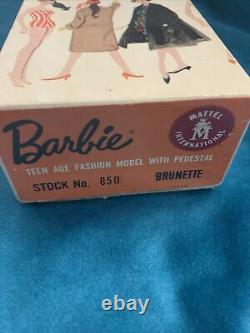 Barbie®
TEEN AGE FASHION MODEL WITH PEDESTAL
STOCK No. 850 BRUNETTE
MATTEL
M
INTERNATIONAL